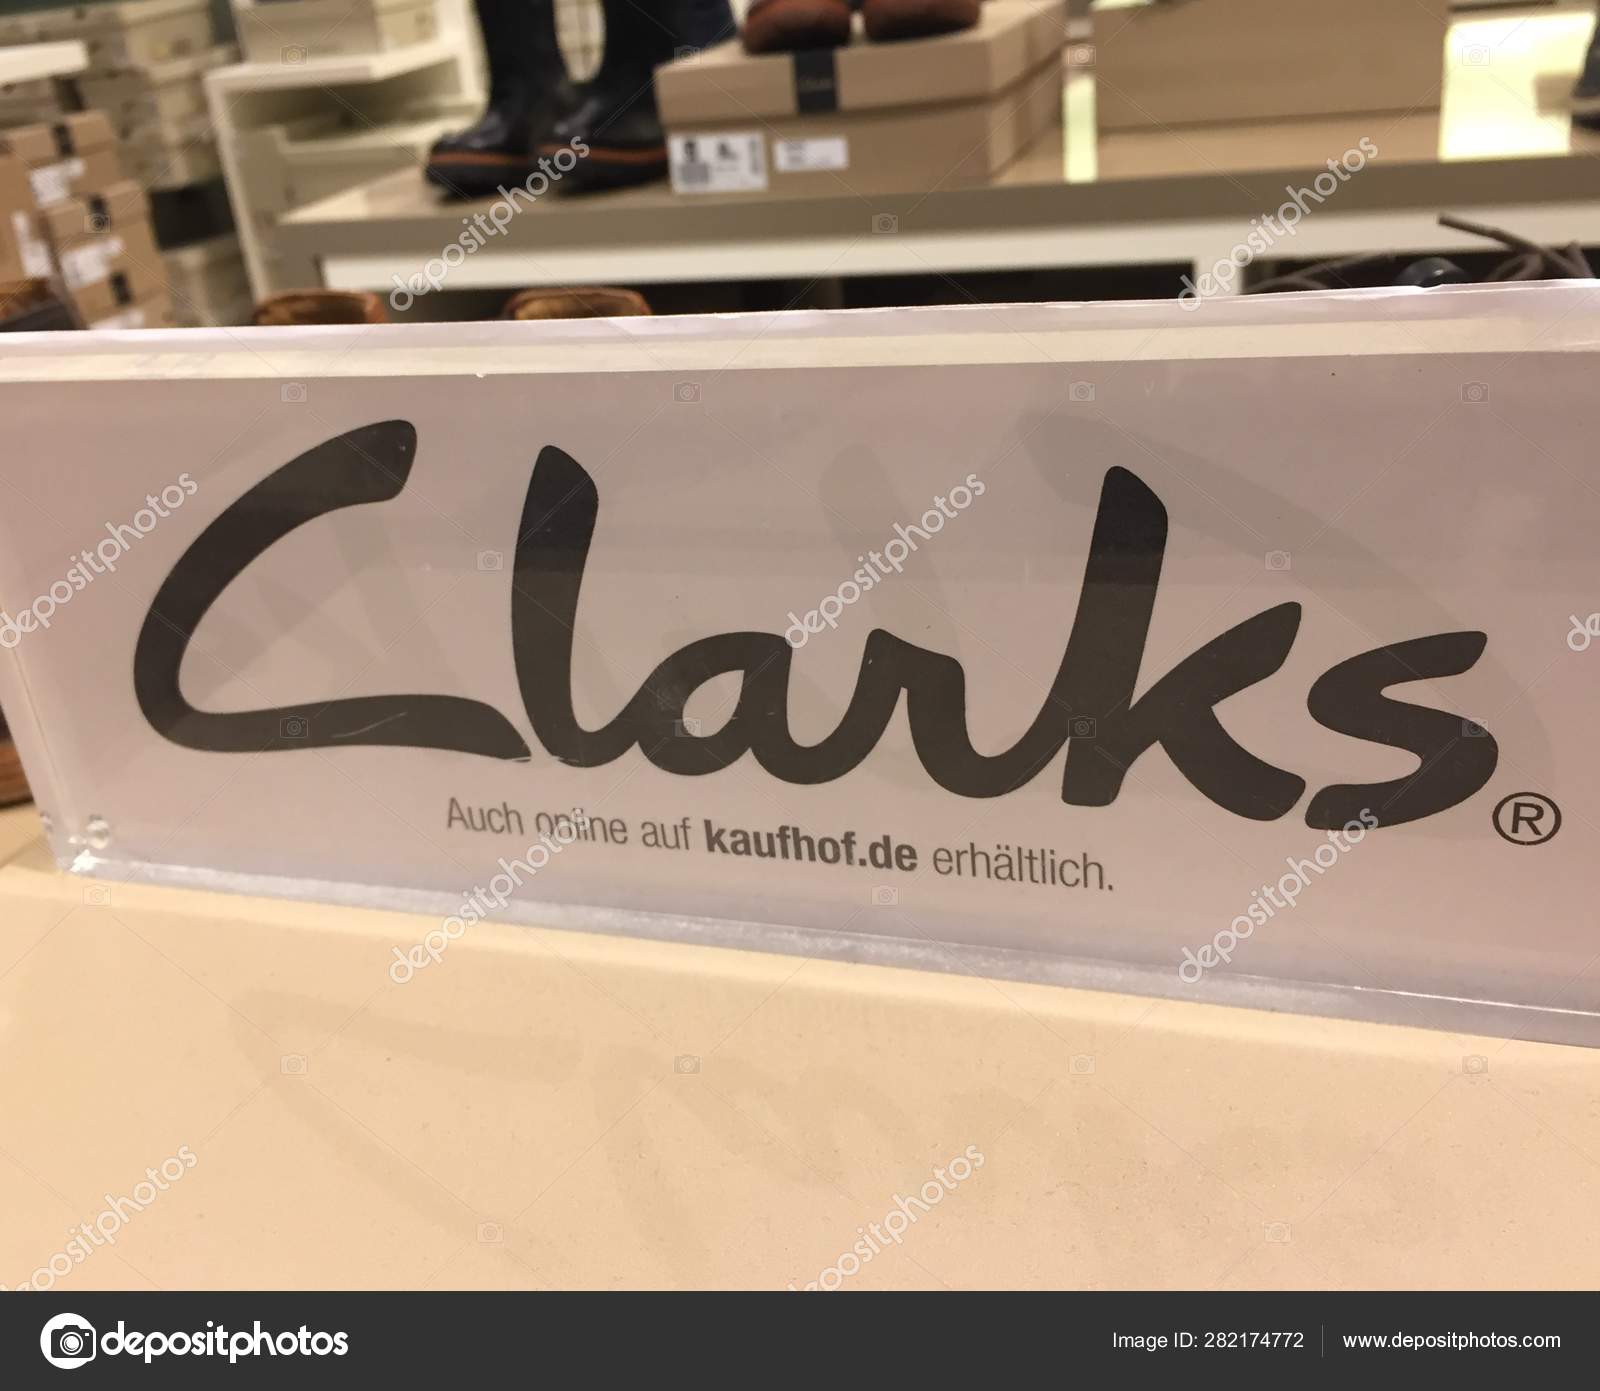 Clarks®
Auch online auf kaufhof.de erhältlich.
depositphotos
Image ID: 282174772
www.depositphotos.com